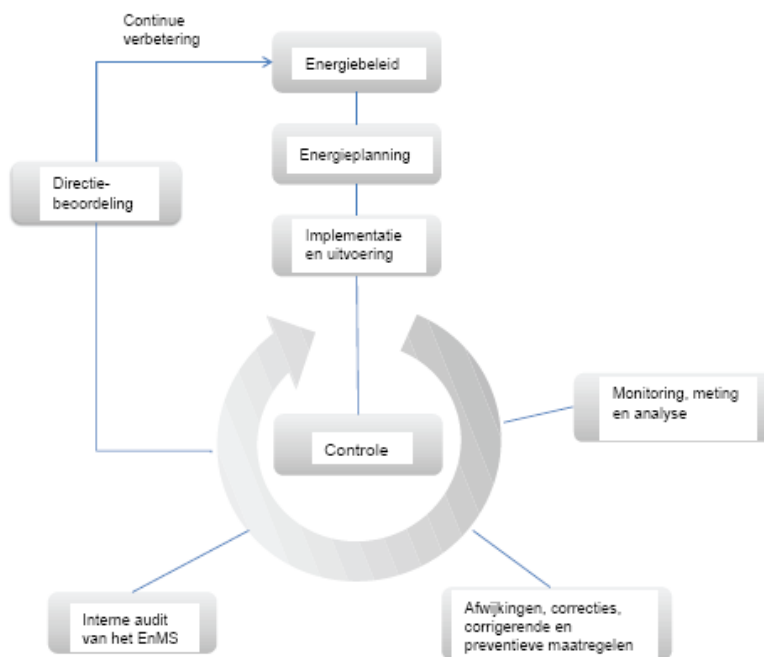 Continue
verbetering
Energiebeleid
Energieplanning
Directie-
beoordeling
Implementatie
en uitvoering
Monitoring, meting
en analyse
Controle
Interne audit
van het EnMS
Afwijkingen, correcties,
corrigerende en
preventieve maatregelen